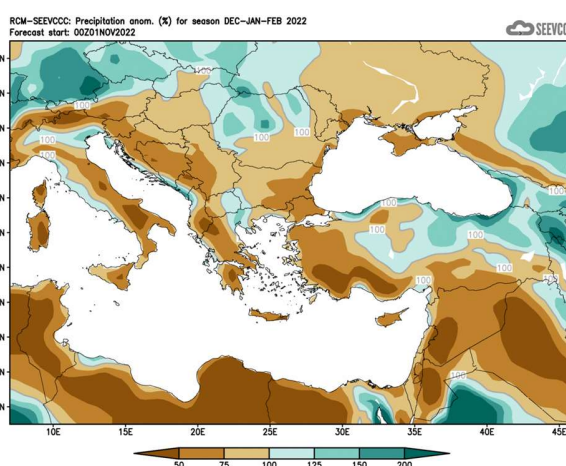 RCM-SEEVCCC: Precipitation anom. (%) for season DEC-JAN-FEB 2022
Forecast start: 00Z01NOV2022
SEEVCC
100
100
100 100
100
100
100
100
100 100
100
100
100
100
N
N
N
N
N
N
N
N
N
N
N
10E 15E 20E 25E 30E 35E 40E 45E
50 75 100 125 150 200